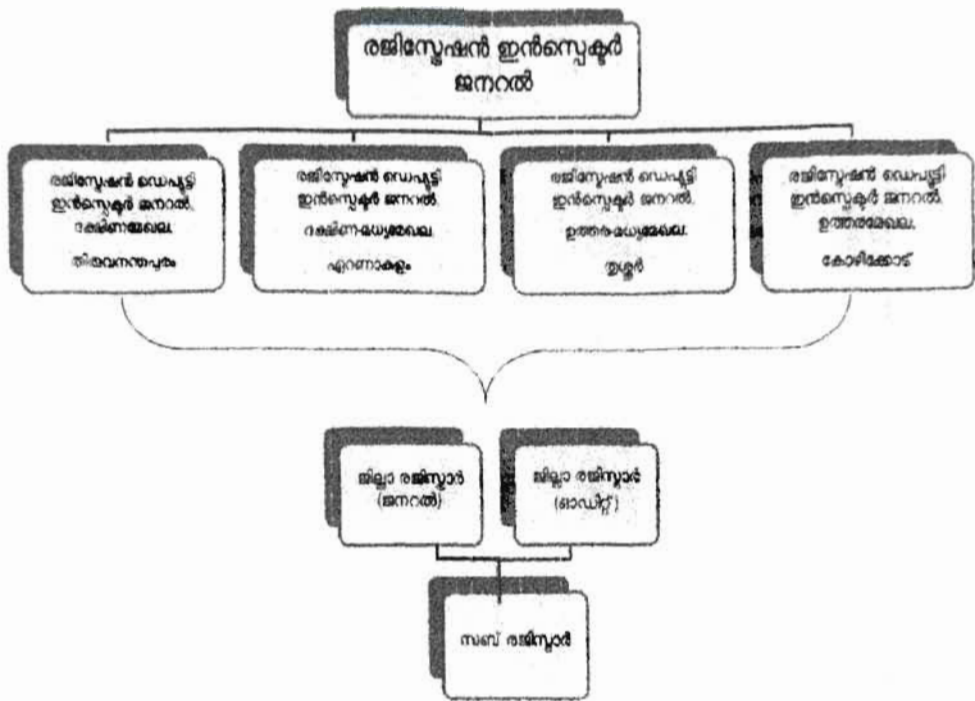 രജിസ്ട്രേഷൻ ഇൻസ്പെക്ടർ
ജനറൽ
രജിസ്ട്രേഷൻ ഡെപ്യൂട്ടി
ഇൻസ്പെക്ടർ ജനറൽ.
ദക്ഷിണമേഖല.
തിരുവനന്തപുരം
രജിസ്ട്രേഷൻ ഡെപ്യൂട്ടി
ഇൻസ്പെക്ടർ ജനറൽ.
ദക്ഷിണ-മധ്യമേഖല.
എറണാകുളം
രജിസ്ട്രേഷൻ ഡെപ്യൂട്ടി
ഇൻസ്പെക്ടർ ജനറൽ.
ഉത്തര-മധ്യമേഖല.
തൃശ്ശൂർ
രജിസ്ട്രേഷൻ ഡെപ്യൂട്ടി
ഇൻസ്പെക്ടർ ജനറൽ.
ഉത്തരമേഖല.
കോഴിക്കോട്
ജില്ലാ രജിസ്ട്രാർ
(ജനറൽ)
ജില്ലാ രജിസ്ട്രാർ
(ഓഡിറ്റ്)
സബ് രജിസ്ട്രാർ